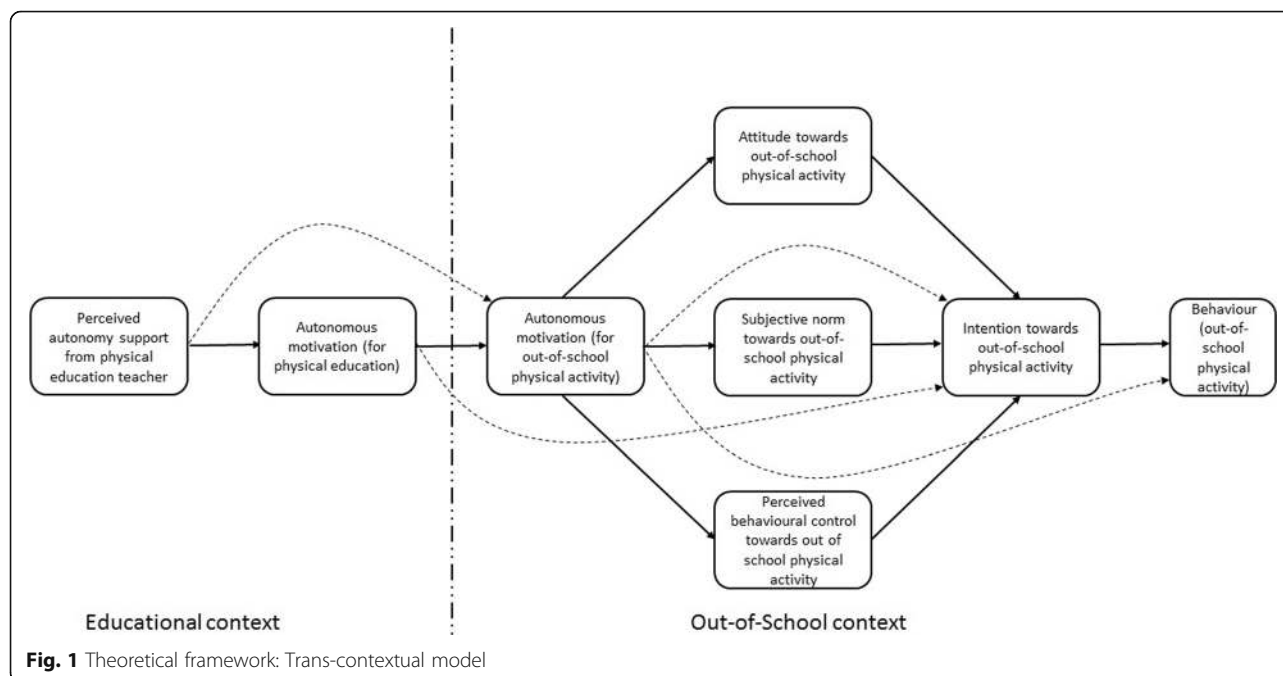 Perceived
autonomy support
from physical
education teacher
Autonomous
motivation (for
physical education)
Autonomous
motivation (for
out-of-school
physical activity)
Attitude towards
out-of-school
physical activity
Subjective norm
towards out-of-
school physical
activity
Perceived
behavioural control
towards out of
school physical
activity
Intention towards
out-of-school
physical activity
Behaviour
(out-of-
school
physical
activity)
Educational context
Out-of-School context
Fig. 1 Theoretical framework: Trans-contextual model